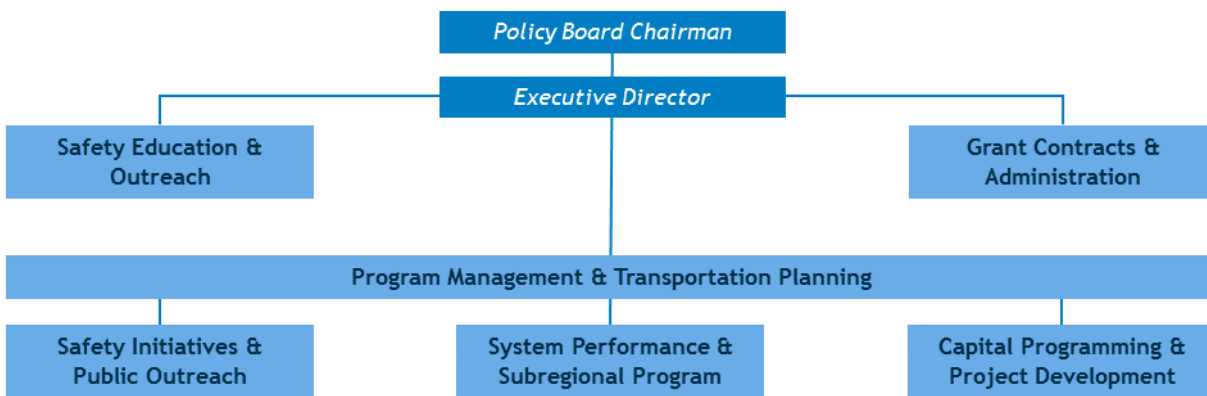 Policy Board Chairman
Executive Director
Safety Education &
Outreach
Grant Contracts &
Administration
Program Management & Transportation Planning
Safety Initiatives &
Public Outreach
System Performance &
Subregional Program
Capital Programming &
Project Development